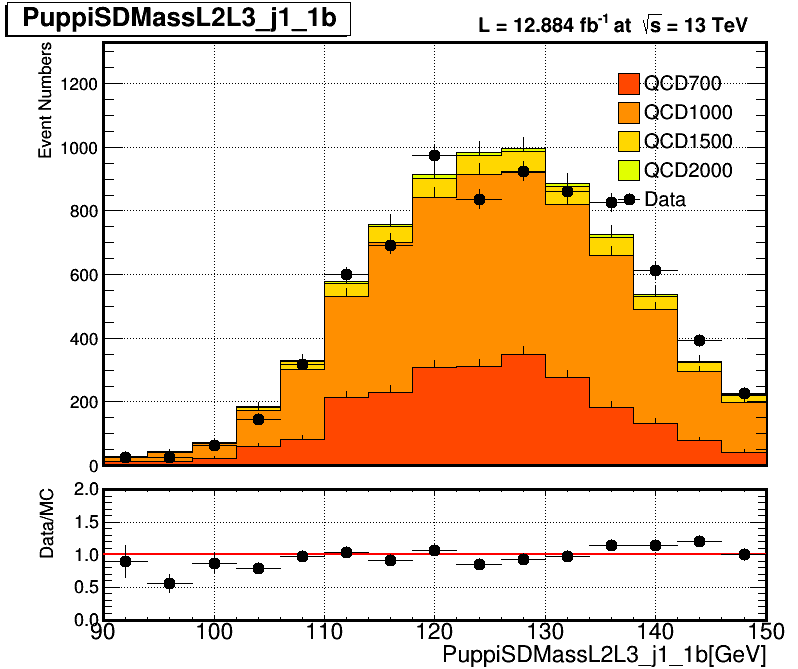 PuppiSDMassL2L3_j1_1b
L = 12.884 fb⁻¹ at √s = 13 TeV
Event Numbers
1200
1000
800
600
400
200
0
QCD700
QCD1000
QCD1500
QCD2000
Data
Data/MC
2.0
1.5
1.0
0.5
0.0
90 100 110 120 130 140 150
PuppiSDMassL2L3_j1_1b[GeV]